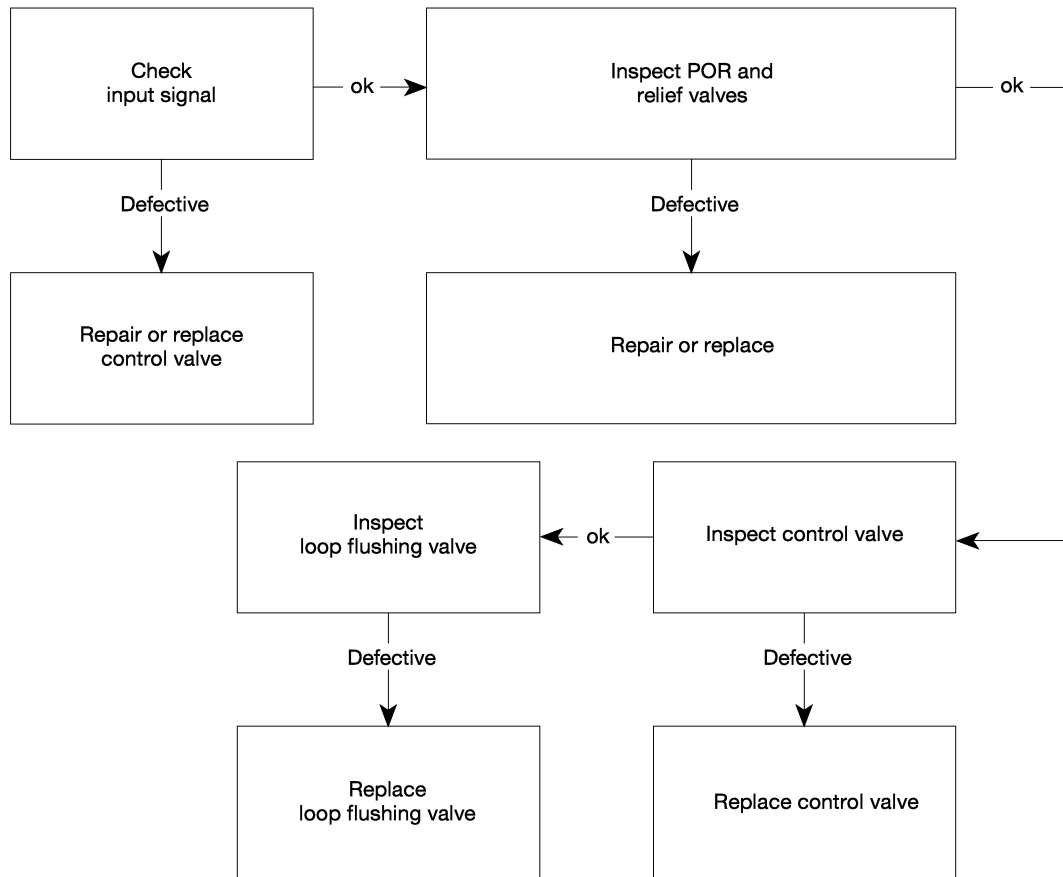 Check
input signal
ok
Inspect POR and
relief valves
ok
Defective
Defective
Repair or replace
control valve
Repair or replace
Inspect
loop flushing valve
ok
Inspect control valve
Defective
Defective
Replace
loop flushing valve
Replace control valve